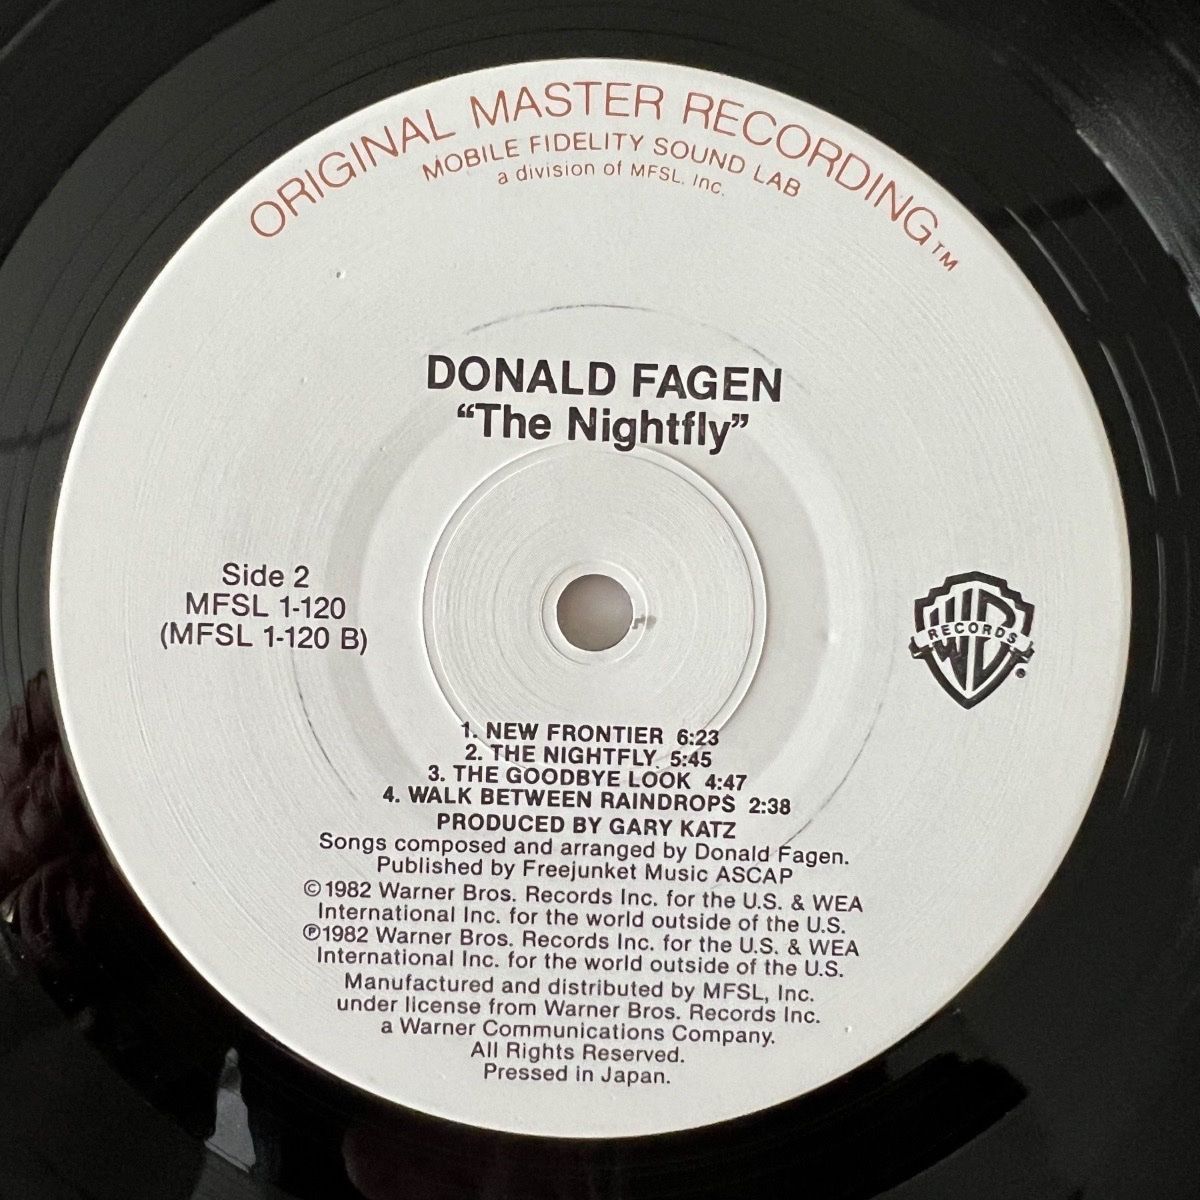 ORIGINAL MASTER RECORDING™
MOBILE FIDELITY SOUND LAB
a division of MFSL. Inc.
DONALD FAGEN
“The Nightfly”
Side 2
MFSL 1-120
(MFSL 1-120 B)
WB
RECORDS
®
1. NEW FRONTIER 6:23
2. THE NIGHTFLY 5:45
3. THE GOODBYE LOOK 4:47
4. WALK BETWEEN RAINDROPS 2:38
PRODUCED BY GARY KATZ
Songs composed and arranged by Donald Fagen.
Published by Freejunket Music ASCAP
©1982 Warner Bros. Records Inc. for the U.S. & WEA
International Inc. for the world outside of the U.S.
℗1982 Warner Bros. Records Inc. for the U.S. & WEA
International Inc. for the world outside of the U.S.
Manufactured and distributed by MFSL, Inc.
under license from Warner Bros. Records Inc.
a Warner Communications Company.
All Rights Reserved.
Pressed in Japan.